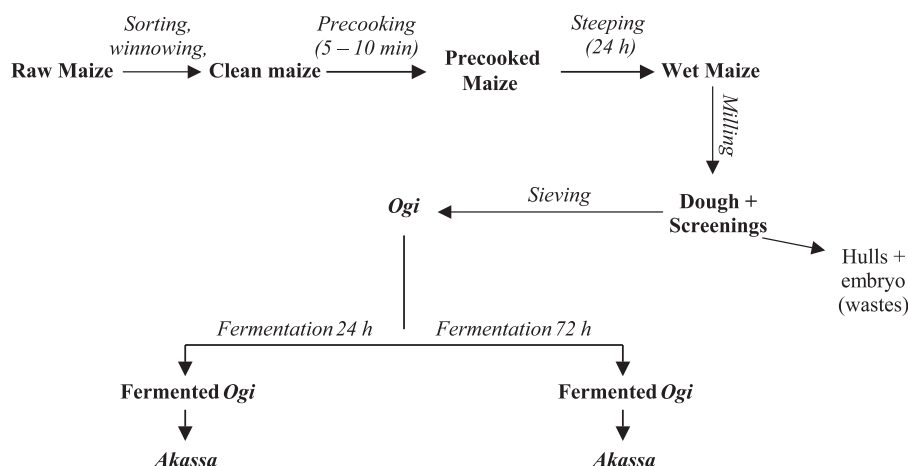 Sorting,
winnowing,
Precooking
(5 – 10 min)
Steeping
(24 h)
Raw Maize
Clean maize
Precooked
Maize
Wet Maize
Milling
Sieving
Ogi
Dough +
Screenings
Hulls +
embryo
(wastes)
Fermentation 24 h
Fermentation 72 h
Fermented Ogi
Fermented Ogi
Akassa
Akassa